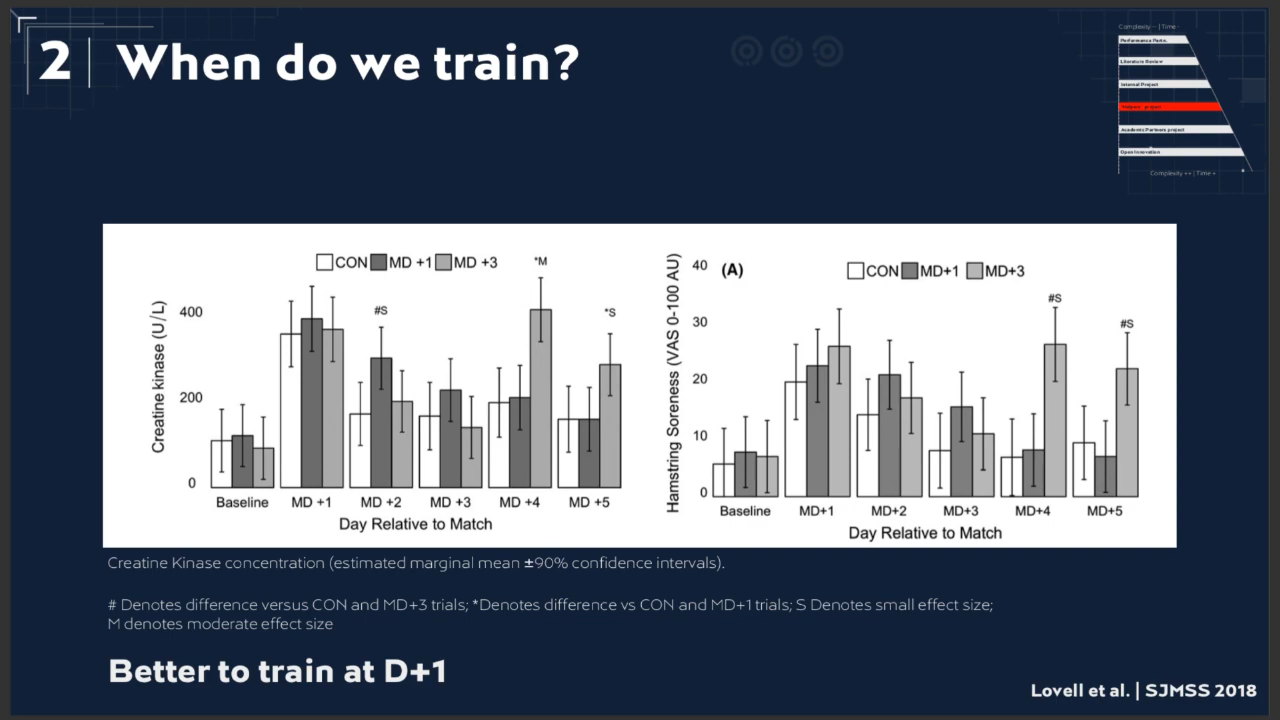 2
When do we train?
Complexity -- | Time -
Performance Perks.
Literature Review
Internal Project
Academic Partners project
Open Innovation
Complexity ++ | Time +
CON MD +1 MD +3
*M
#S
*S
Creatine kinase (U/L)
400
200
0
Baseline MD +1 MD +2 MD +3 MD +4 MD +5
Day Relative to Match
(A)
CON MD+1 MD+3
#S
#S
Hamstring Soreness (VAS 0-100 AU)
40
30
20
10
0
Baseline MD+1 MD+2 MD+3 MD+4 MD+5
Day Relative to Match
Creatine Kinase concentration (estimated marginal mean ±90% confidence intervals).
# Denotes difference versus CON and MD+3 trials; *Denotes difference vs CON and MD+1 trials; S Denotes small effect size;
M denotes moderate effect size
Better to train at D+1
Lovell et al. | SJMSS 2018